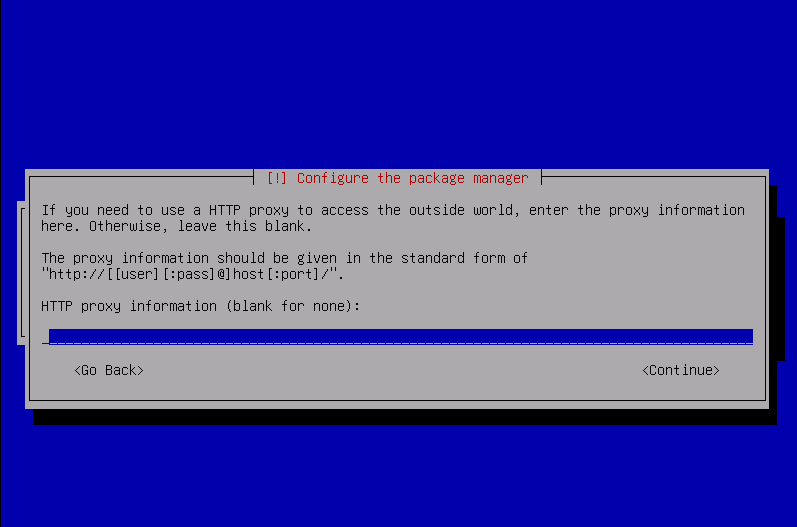 [!] Configure the package manager
If you need to use a HTTP proxy to access the outside world, enter the proxy information
here. Otherwise, leave this blank.
The proxy information should be given in the standard form of
"http://[[user][:pass]@]host[:port]/".
HTTP proxy information (blank for none):
<Go Back> <Continue>